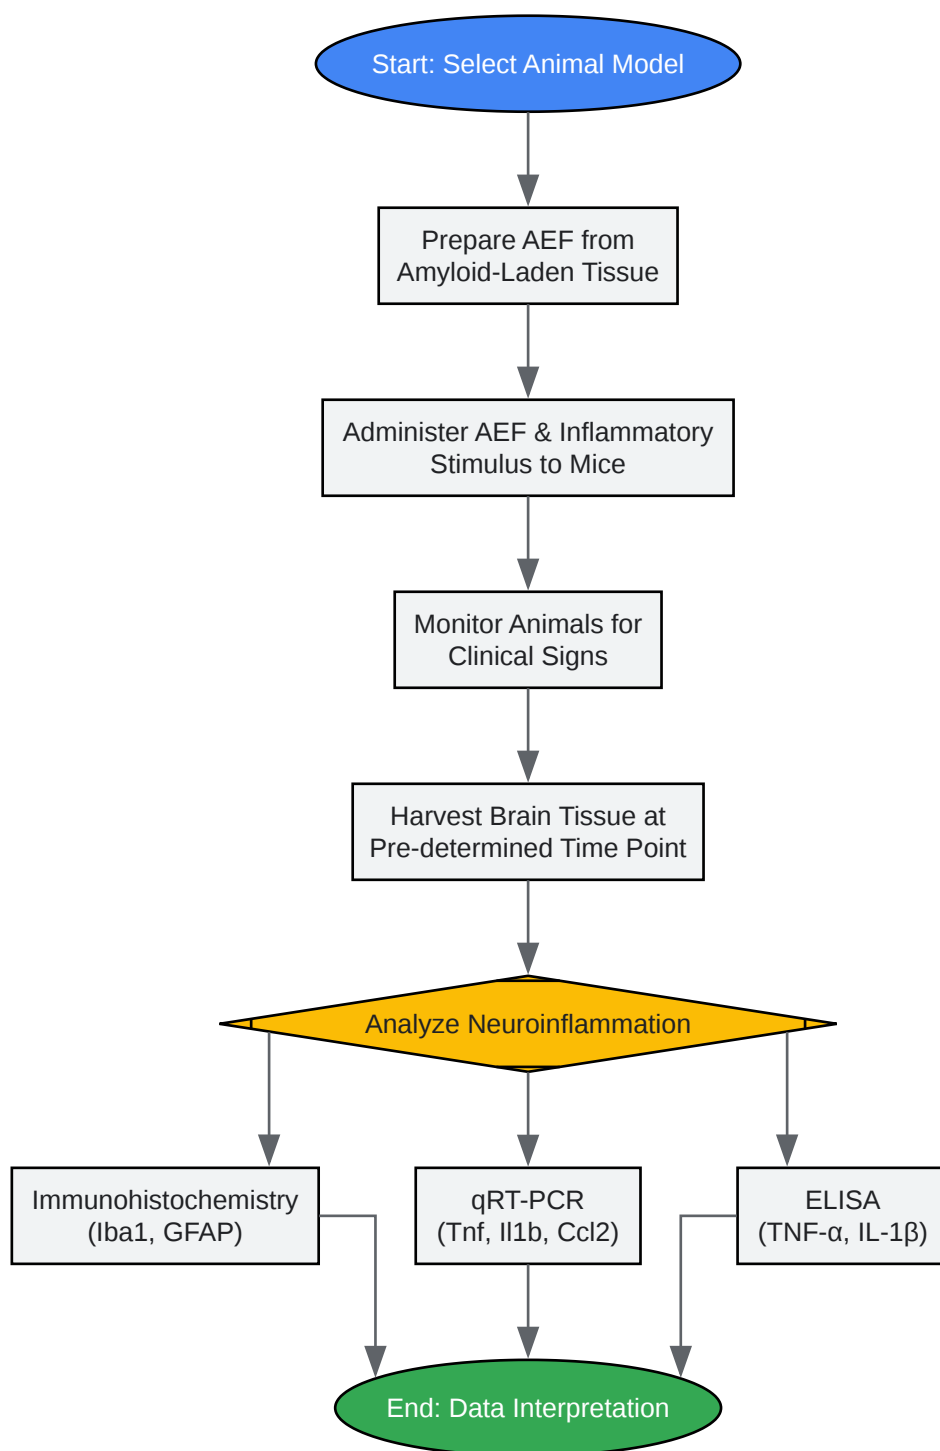 Start: Select Animal Model
Prepare AEF from
Amyloid-Laden Tissue
Administer AEF & Inflammatory
Stimulus to Mice
Monitor Animals for
Clinical Signs
Harvest Brain Tissue at
Pre-determined Time Point
Analyze Neuroinflammation
Immunohistochemistry
(Iba1, GFAP)
qRT-PCR
(Tnf, Il1b, Ccl2)
ELISA
(TNF-α, IL-1β)
End: Data Interpretation